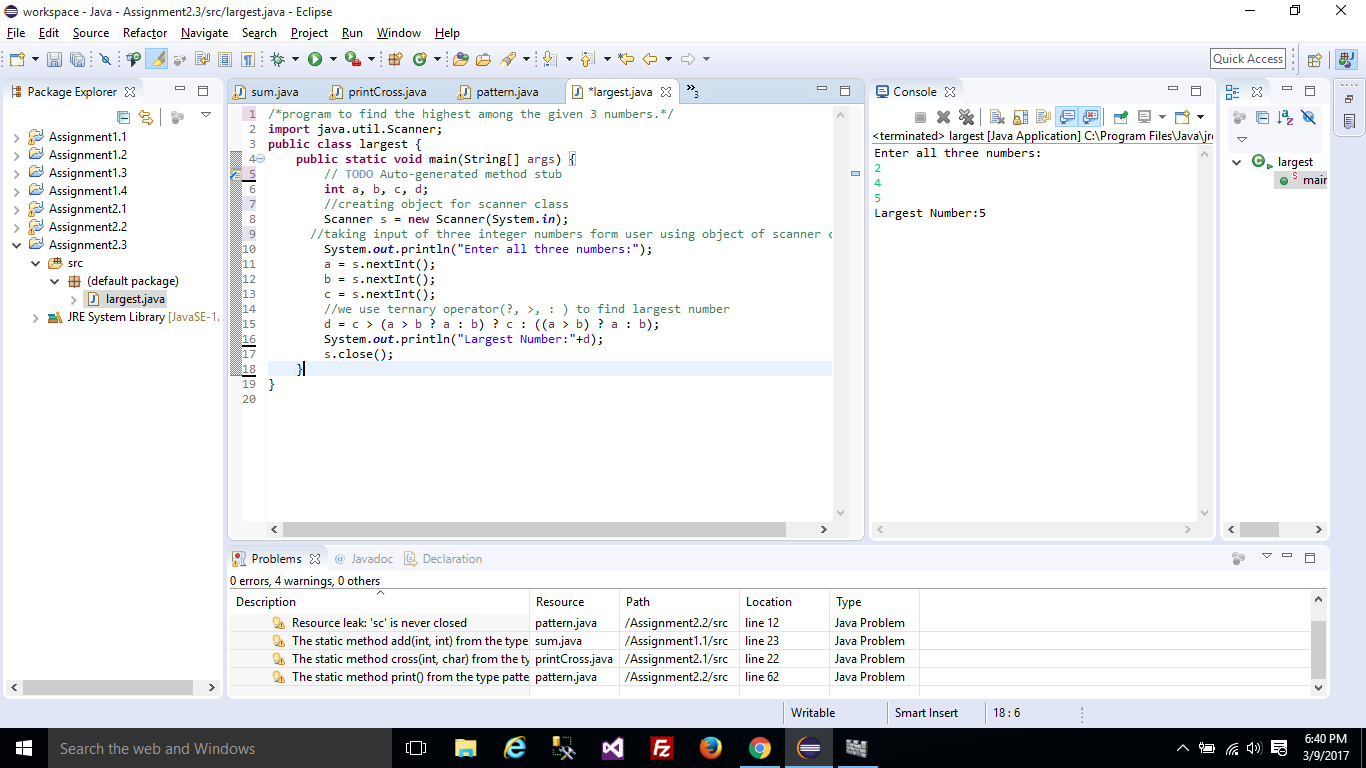 workspace - Java - Assignment2.3/src/largest.java - Eclipse
File Edit Source Refactor Navigate Search Project Run Window Help
Quick Access
Package Explorer
Assignment1.1
Assignment1.2
Assignment1.3
Assignment1.4
Assignment2.1
Assignment2.2
Assignment2.3
src
(default package)
largest.java
JRE System Library [JavaSE-1.
sum.java printCross.java pattern.java *largest.java »3
1 /*program to find the highest among the given 3 numbers.*/
2 import java.util.Scanner;
3 public class largest {
4 public static void main(String[] args) {
5 // TODO Auto-generated method stub
6 int a, b, c, d;
7 //creating object for scanner class
8 Scanner s = new Scanner(System.in);
9 //taking input of three integer numbers form user using object of scanner c
10 System.out.println("Enter all three numbers:");
11 a = s.nextInt();
12 b = s.nextInt();
13 c = s.nextInt();
14 //we use ternary operator(?, >, : ) to find largest number
15 d = c > (a > b ? a : b) ? c : ((a > b) ? a : b);
16 System.out.println("Largest Number:"+d);
17 s.close();
18 }
19 }
20
Console
<terminated> largest [Java Application] C:\Program Files\Java\jre
Enter all three numbers:
2
4
5
Largest Number:5
largest
main
Problems @ Javadoc Declaration
0 errors, 4 warnings, 0 others
Description Resource Path Location Type
Resource leak: 'sc' is never closed pattern.java /Assignment2.2/src line 12 Java Problem
The static method add(int, int) from the type sum.java /Assignment1.1/src line 23 Java Problem
The static method cross(int, char) from the ty printCross.java /Assignment2.1/src line 22 Java Problem
The static method print() from the type patte pattern.java /Assignment2.2/src line 62 Java Problem
Writable Smart Insert 18 : 6
Search the web and Windows
6:40 PM
3/9/2017